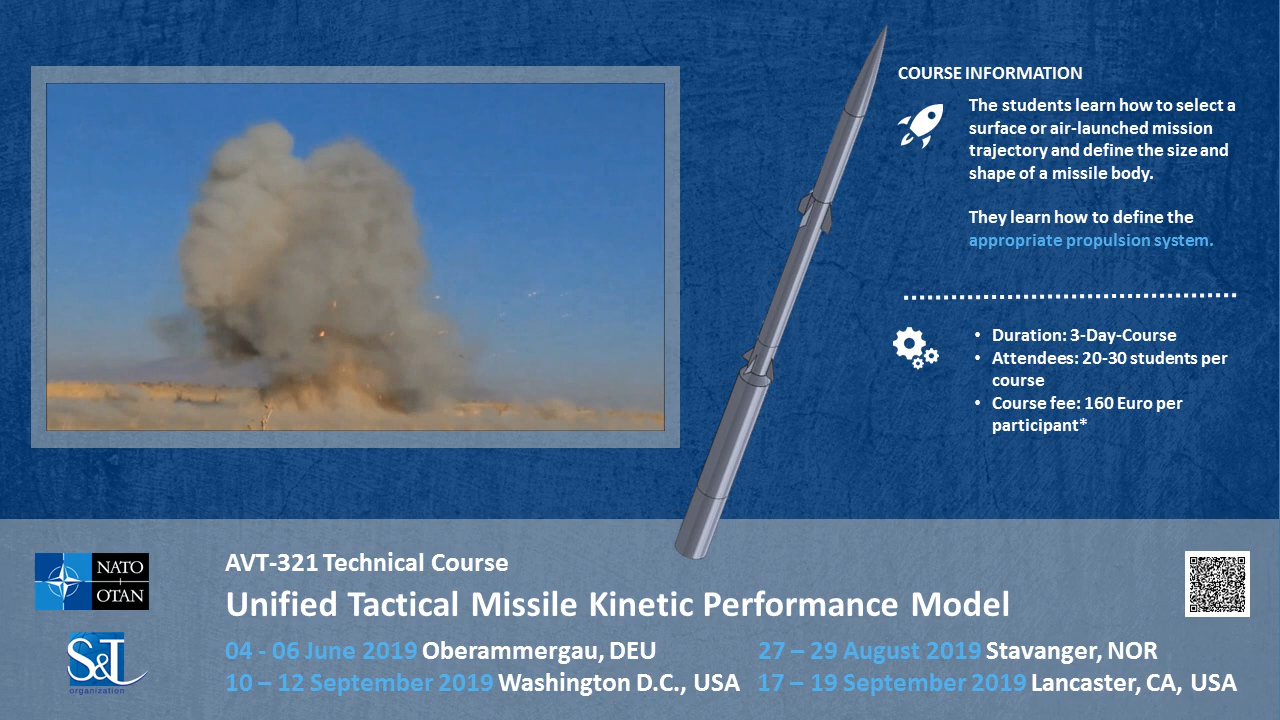 COURSE INFORMATION
The students learn how to select a
surface or air-launched mission
trajectory and define the size and
shape of a missile body.
They learn how to define the
appropriate propulsion system.
• Duration: 3-Day-Course
• Attendees: 20-30 students per
course
• Course fee: 160 Euro per
participant*
NATO
OTAN
S&T
organization
AVT-321 Technical Course
Unified Tactical Missile Kinetic Performance Model
04 - 06 June 2019 Oberammergau, DEU
27 – 29 August 2019 Stavanger, NOR
10 – 12 September 2019 Washington D.C., USA
17 – 19 September 2019 Lancaster, CA, USA